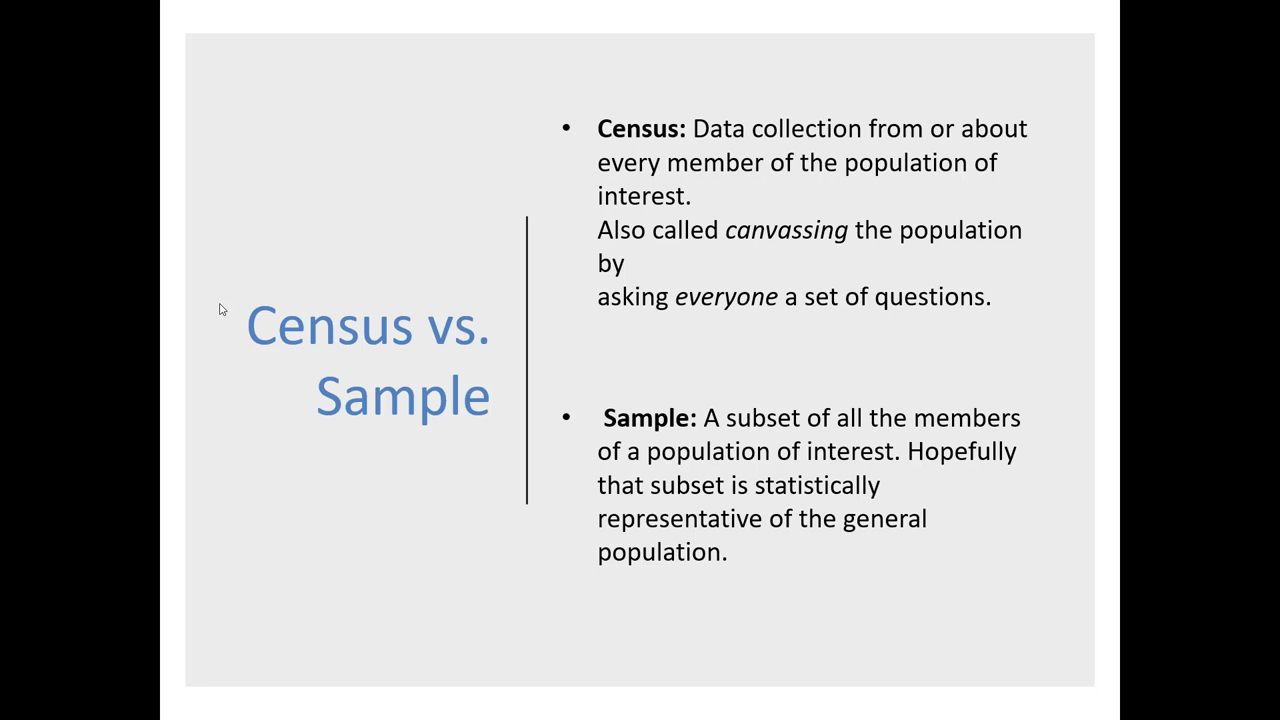 Census vs.
Sample
• Census: Data collection from or about
every member of the population of
interest.
Also called canvassing the population
by
asking everyone a set of questions.
• Sample: A subset of all the members
of a population of interest. Hopefully
that subset is statistically
representative of the general
population.